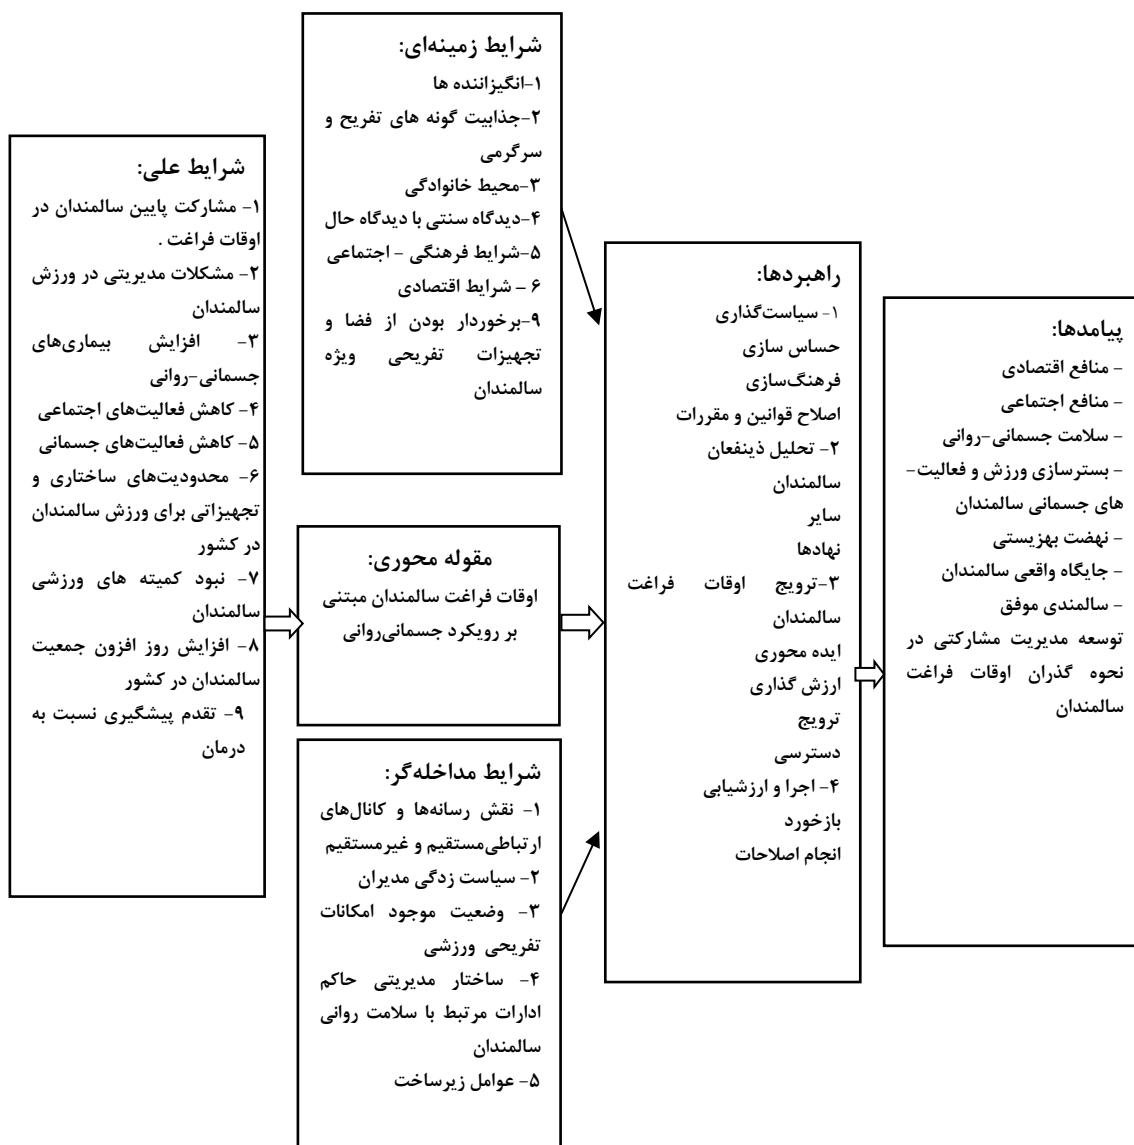 شرایط علی:
۱- مشارکت پایین سالمندان در
اوقات فراغت .
۲- مشکلات مدیریتی در ورزش
سالمندان
۳- افزایش بیماری‌های
جسمانی-روانی
۴- کاهش فعالیت‌های اجتماعی
۵- کاهش فعالیت‌های جسمانی
۶- محدودیت‌های ساختاری و
تجهیزاتی برای ورزش سالمندان
در کشور
۷- نبود کمیته های ورزشی
سالمندان
۸- افزایش روز افزون جمعیت
سالمندان در کشور
۹- تقدم پیشگیری نسبت به
درمان
شرایط زمینه‌ای:
۱-انگیزاننده ها
۲-جذابیت گونه های تفریح و
سرگرمی
۳-محیط خانوادگی
۴-دیدگاه سنتی با دیدگاه حال
۵-شرایط فرهنگی - اجتماعی
۶ - شرایط اقتصادی
۹-برخوردار بودن از فضا و
تجهیزات تفریحی ویژه
سالمندان
مقوله محوری:
اوقات فراغت سالمندان مبتنی
بر رویکرد جسمانی‌روانی
شرایط مداخله‌گر:
۱- نقش رسانه‌ها و کانال‌های
ارتباطی‌مستقیم و غیرمستقیم
۲- سیاست زدگی مدیران
۳- وضعیت موجود امکانات
تفریحی ورزشی
۴- ساختار مدیریتی حاکم
ادارات مرتبط با سلامت روانی
سالمندان
۵- عوامل زیرساخت
راهبردها:
۱- سیاست‌گذاری
حساس سازی
فرهنگ‌سازی
اصلاح قوانین و مقررات
۲- تحلیل ذینفعان
سالمندان
سایر
نهادها
۳-ترویج اوقات فراغت
سالمندان
ایده محوری
ارزش گذاری
ترویج
دسترسی
۴- اجرا و ارزشیابی
بازخورد
انجام اصلاحات
پیامدها:
- منافع اقتصادی
- منافع اجتماعی
- سلامت جسمانی-روانی
- بسترسازی ورزش و فعالیت-
های جسمانی سالمندان
- نهضت بهزیستی
- جایگاه واقعی سالمندان
- سالمندی موفق
توسعه مدیریت مشارکتی در
نحوه گذران اوقات فراغت
سالمندان